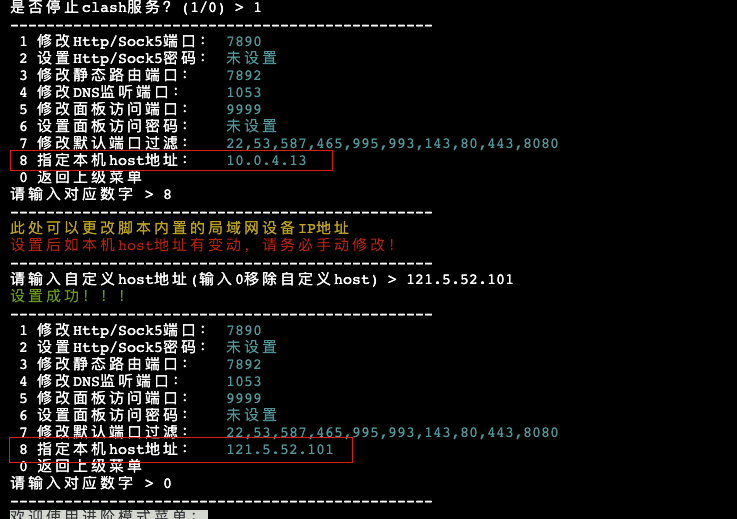 是否停止clash服务？(1/0) > 1
-----------------------------------------------
1 修改Http/Sock5端口： 7890
2 设置Http/Sock5密码： 未设置
3 修改静态路由端口： 7892
4 修改DNS监听端口： 1053
5 修改面板访问端口： 9999
6 设置面板访问密码： 未设置
7 修改默认端口过滤： 22,53,587,465,995,993,143,80,443,8080
8 指定本机host地址： 10.0.4.13
0 返回上级菜单
请输入对应数字 > 8
-----------------------------------------------
此处可以更改脚本内置的局域网设备IP地址
设置后如本机host地址有变动，请务必手动修改！
-----------------------------------------------
请输入自定义host地址(输入0移除自定义host) > 121.5.52.101
设置成功！！！
-----------------------------------------------
1 修改Http/Sock5端口： 7890
2 设置Http/Sock5密码： 未设置
3 修改静态路由端口： 7892
4 修改DNS监听端口： 1053
5 修改面板访问端口： 9999
6 设置面板访问密码： 未设置
7 修改默认端口过滤： 22,53,587,465,995,993,143,80,443,8080
8 指定本机host地址： 121.5.52.101
0 返回上级菜单
请输入对应数字 > 0
-----------------------------------------------
欢迎使用进阶模式菜单：